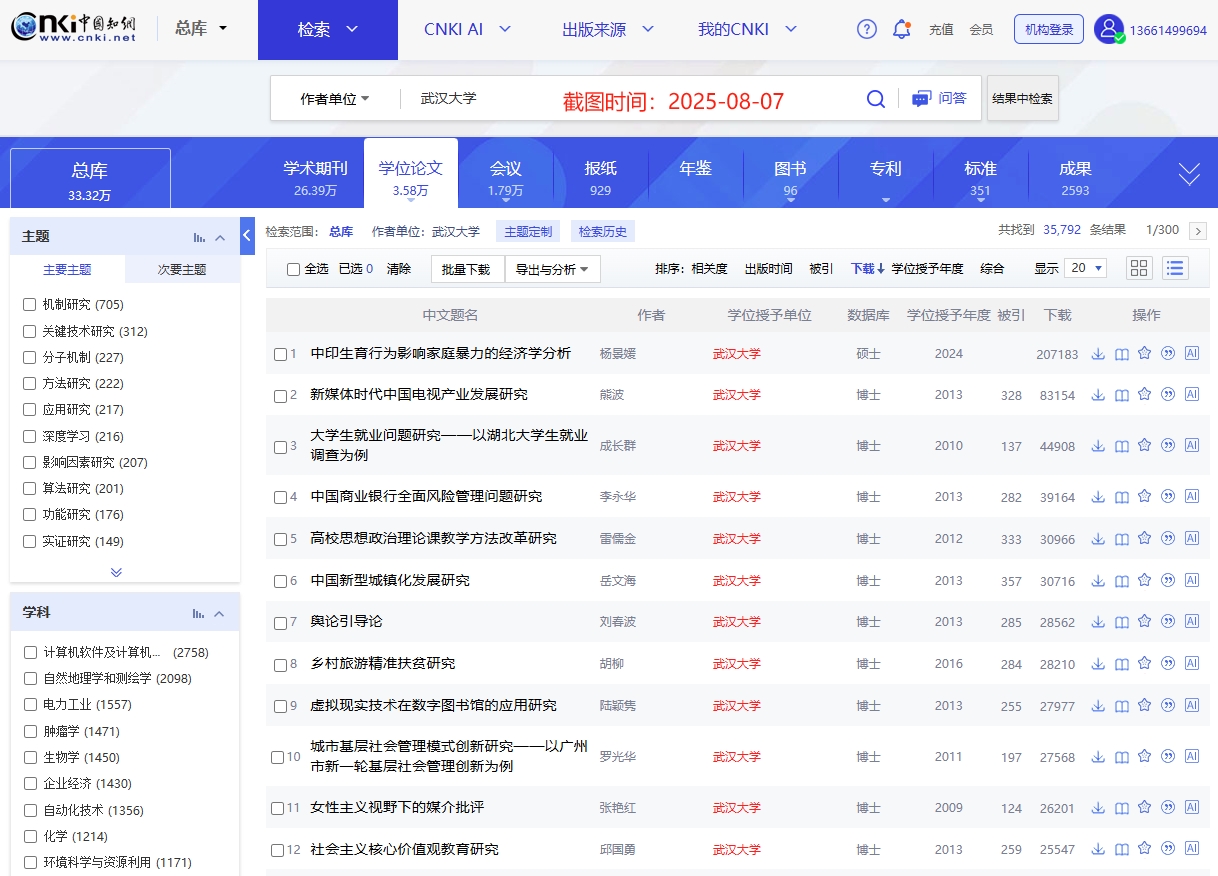 cnki中国知网
www.cnki.net
总库
检索
CNKI AI
出版来源
我的CNKI
充值
会员
机构登录
13661499694
作者单位
武汉大学
截图时间：2025-08-07
问答
结果中检索
总库
33.32万
学术期刊
26.39万
学位论文
3.58万
会议
1.79万
报纸
929
年鉴
图书
96
专利
标准
351
成果
2593
主题
主要主题 次要主题
机制研究 (705)
关键技术研究 (312)
分子机制 (227)
方法研究 (222)
应用研究 (217)
深度学习 (216)
影响因素研究 (207)
算法研究 (201)
功能研究 (176)
实证研究 (149)
学科
计算机软件及计算机... (2758)
自然地理学和测绘学 (2098)
电力工业 (1557)
肿瘤学 (1471)
生物学 (1450)
企业经济 (1430)
自动化技术 (1356)
化学 (1214)
环境科学与资源利用 (1171)
检索范围：总库 作者单位：武汉大学 主题定制 检索历史 共找到 35,792 条结果 1/300
全选 已选 0 清除 批量下载 导出与分析 排序：相关度 出版时间 被引 下载↓ 学位授予年度 综合 显示 20
中文题名 作者 学位授予单位 数据库 学位授予年度 被引 下载 操作
1 中印生育行为影响家庭暴力的经济学分析 杨景媛 武汉大学 硕士 2024 207183 AI
2 新媒体时代中国电视产业发展研究 熊波 武汉大学 博士 2013 328 83154 AI
3 大学生就业问题研究——以湖北大学生就业
调查为例 成长群 武汉大学 博士 2010 137 44908 AI
4 中国商业银行全面风险管理问题研究 李永华 武汉大学 博士 2013 282 39164 AI
5 高校思想政治理论课教学方法改革研究 雷儒金 武汉大学 博士 2012 333 30966 AI
6 中国新型城镇化发展研究 岳文海 武汉大学 博士 2013 357 30716 AI
7 舆论引导论 刘春波 武汉大学 博士 2013 285 28562 AI
8 乡村旅游精准扶贫研究 胡柳 武汉大学 博士 2016 284 28210 AI
9 虚拟现实技术在数字图书馆的应用研究 陆颖隽 武汉大学 博士 2013 255 27977 AI
10 城市基层社会管理模式创新研究——以广州
市新一轮基层社会管理创新为例 罗光华 武汉大学 博士 2011 197 27568 AI
11 女性主义视野下的媒介批评 张艳红 武汉大学 博士 2009 124 26201 AI
12 社会主义核心价值观教育研究 邱国勇 武汉大学 博士 2013 259 25547 AI